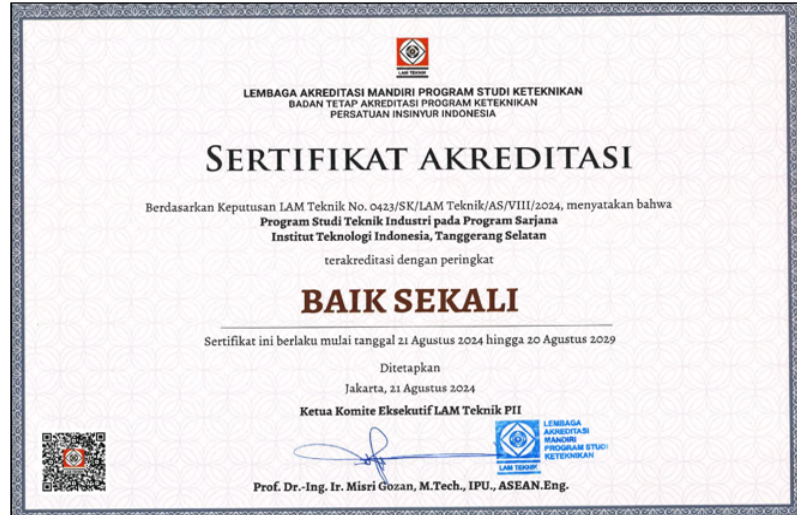 LAM TEKNIK
LEMBAGA AKREDITASI MANDIRI PROGRAM STUDI KETEKNIKAN
BADAN TETAP AKREDITASI PROGRAM KETEKNIKAN
PERSATUAN INSINYUR INDONESIA
SERTIFIKAT AKREDITASI
Berdasarkan Keputusan LAM Teknik No. 0423/SK/LAM Teknik/AS/VIII/2024, menyatakan bahwa
Program Studi Teknik Industri pada Program Sarjana
Institut Teknologi Indonesia, Tanggerang Selatan
terakreditasi dengan peringkat
BAIK SEKALI
Sertifikat ini berlaku mulai tanggal 21 Agustus 2024 hingga 20 Agustus 2029
Ditetapkan
Jakarta, 21 Agustus 2024
Ketua Komite Eksekutif LAM Teknik PII
LEMBAGA
AKREDITASI
MANDIRI
PROGRAM STUDI
KETEKNIKAN
LAM TEKNIK
Prof. Dr.-Ing. Ir. Misri Gozan, M.Tech., IPU., ASEAN.Eng.